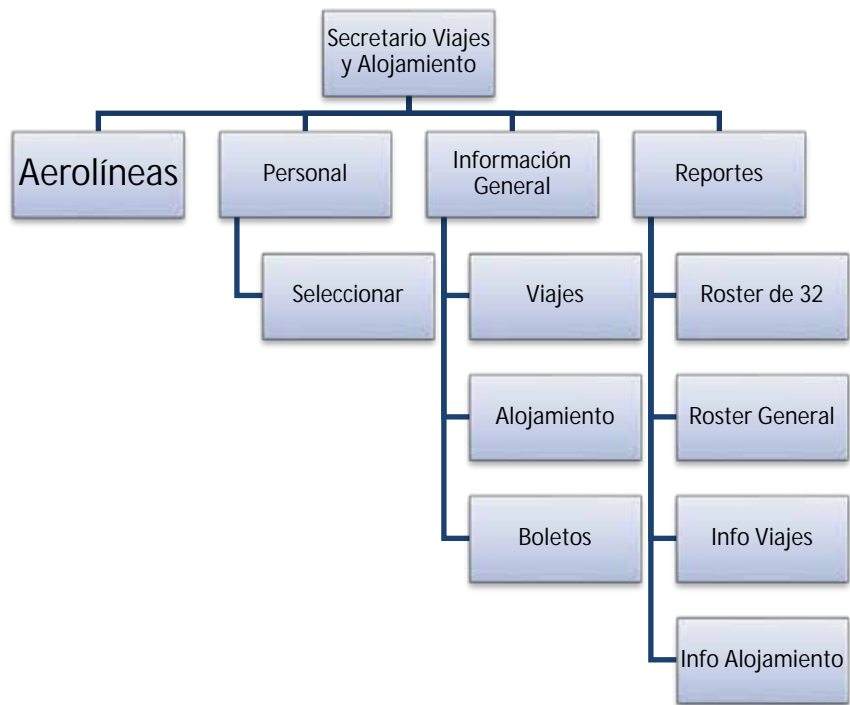 Secretario Viajes
y Alojamiento
Aerolíneas
Personal
Información
General
Reportes
Seleccionar
Viajes
Roster de 32
Alojamiento
Roster General
Boletos
Info Viajes
Info Alojamiento